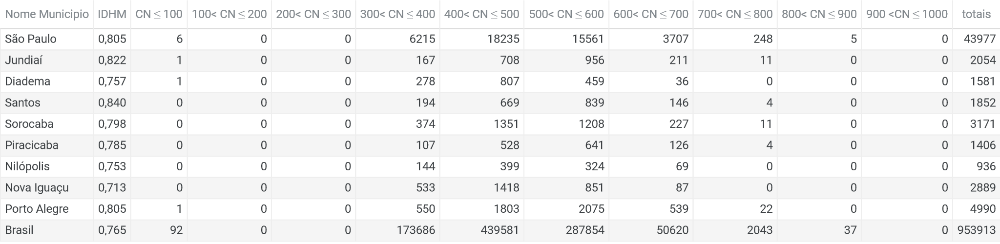 Nome Municipio IDHM CN ≤ 100 100< CN ≤ 200 200< CN ≤ 300 300< CN ≤ 400 400< CN ≤ 500 500< CN ≤ 600 600< CN ≤ 700 700< CN ≤ 800 800< CN ≤ 900 900 <CN ≤ 1000 totais
São Paulo 0,805 6 0 0 6215 18235 15561 3707 248 5 0 43977
Jundiaí 0,822 1 0 0 167 708 956 211 11 0 0 2054
Diadema 0,757 1 0 0 278 807 459 36 0 0 0 1581
Santos 0,840 0 0 0 194 669 839 146 4 0 0 1852
Sorocaba 0,798 0 0 0 374 1351 1208 227 11 0 0 3171
Piracicaba 0,785 0 0 0 107 528 641 126 4 0 0 1406
Nilópolis 0,753 0 0 0 144 399 324 69 0 0 0 936
Nova Iguaçu 0,713 0 0 0 533 1418 851 87 0 0 0 2889
Porto Alegre 0,805 1 0 0 550 1803 2075 539 22 0 0 4990
Brasil 0,765 92 0 0 173686 439581 287854 50620 2043 37 0 953913